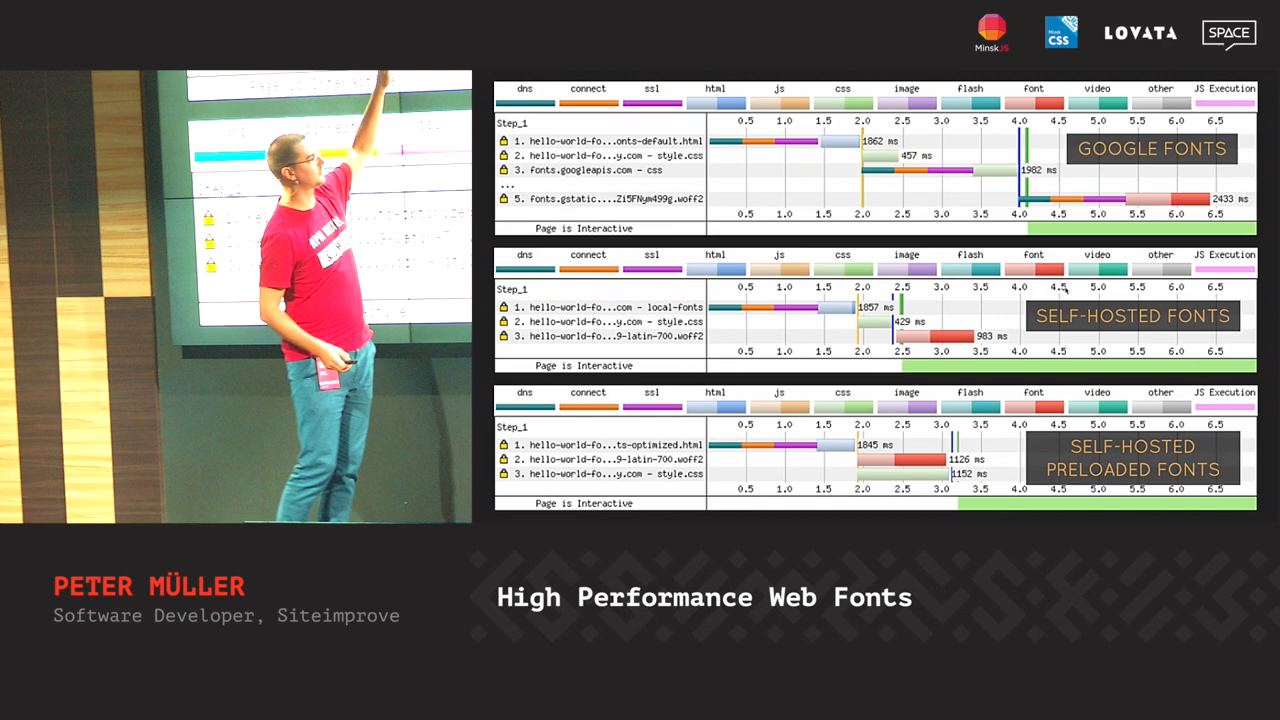 MinskJS
Minsk
CSS
LOVATA
SPACE
dns connect ssl html js css image flash font video other JS Execution
0.5 1.0 1.5 2.0 2.5 3.0 3.5 4.0 4.5 5.0 5.5 6.0 6.5
Step_1
1. hello-world-fo...onts-default.html 1862 ms
GOOGLE FONTS
2. hello-world-fo...y.com - style.css 457 ms
3. fonts.googleapis.com - css 1982 ms
...
5. fonts.gstatic....Zi5FNym499g.woff2 2433 ms
0.5 1.0 1.5 2.0 2.5 3.0 3.5 4.0 4.5 5.0 5.5 6.0 6.5
Page is Interactive
dns connect ssl html js css image flash font video other JS Execution
0.5 1.0 1.5 2.0 2.5 3.0 3.5 4.0 4.5 5.0 5.5 6.0 6.5
Step_1
1. hello-world-fo...com - local-fonts 1857 ms
SELF-HOSTED FONTS
2. hello-world-fo...y.com - style.css 429 ms
3. hello-world-fo...9-latin-700.woff2 983 ms
0.5 1.0 1.5 2.0 2.5 3.0 3.5 4.0 4.5 5.0 5.5 6.0 6.5
Page is Interactive
dns connect ssl html js css image flash font video other JS Execution
0.5 1.0 1.5 2.0 2.5 3.0 3.5 4.0 4.5 5.0 5.5 6.0 6.5
Step_1
1. hello-world-fo...ts-optimized.html 1845 ms
SELF-HOSTED
PRELOADED FONTS
2. hello-world-fo...9-latin-700.woff2 1126 ms
3. hello-world-fo...y.com - style.css 1152 ms
0.5 1.0 1.5 2.0 2.5 3.0 3.5 4.0 4.5 5.0 5.5 6.0 6.5
Page is Interactive
PETER MÜLLER
Software Developer, Siteimprove
High Performance Web Fonts